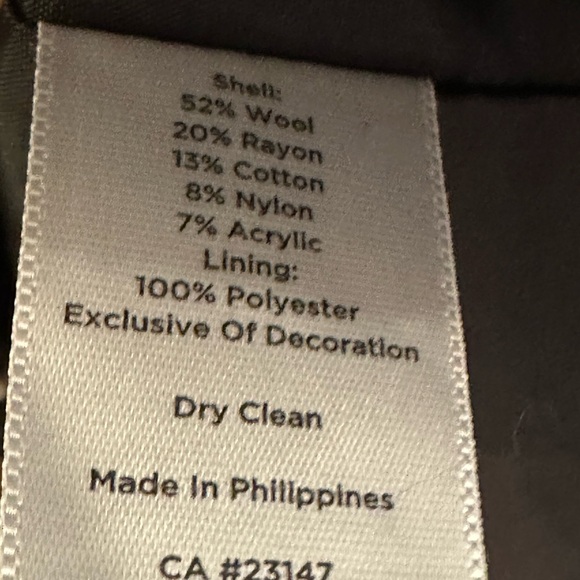 Shell:
52% Wool
20% Rayon
13% Cotton
8% Nylon
7% Acrylic
Lining:
100% Polyester
Exclusive Of Decoration
Dry Clean
Made In Philippines
CA #23147